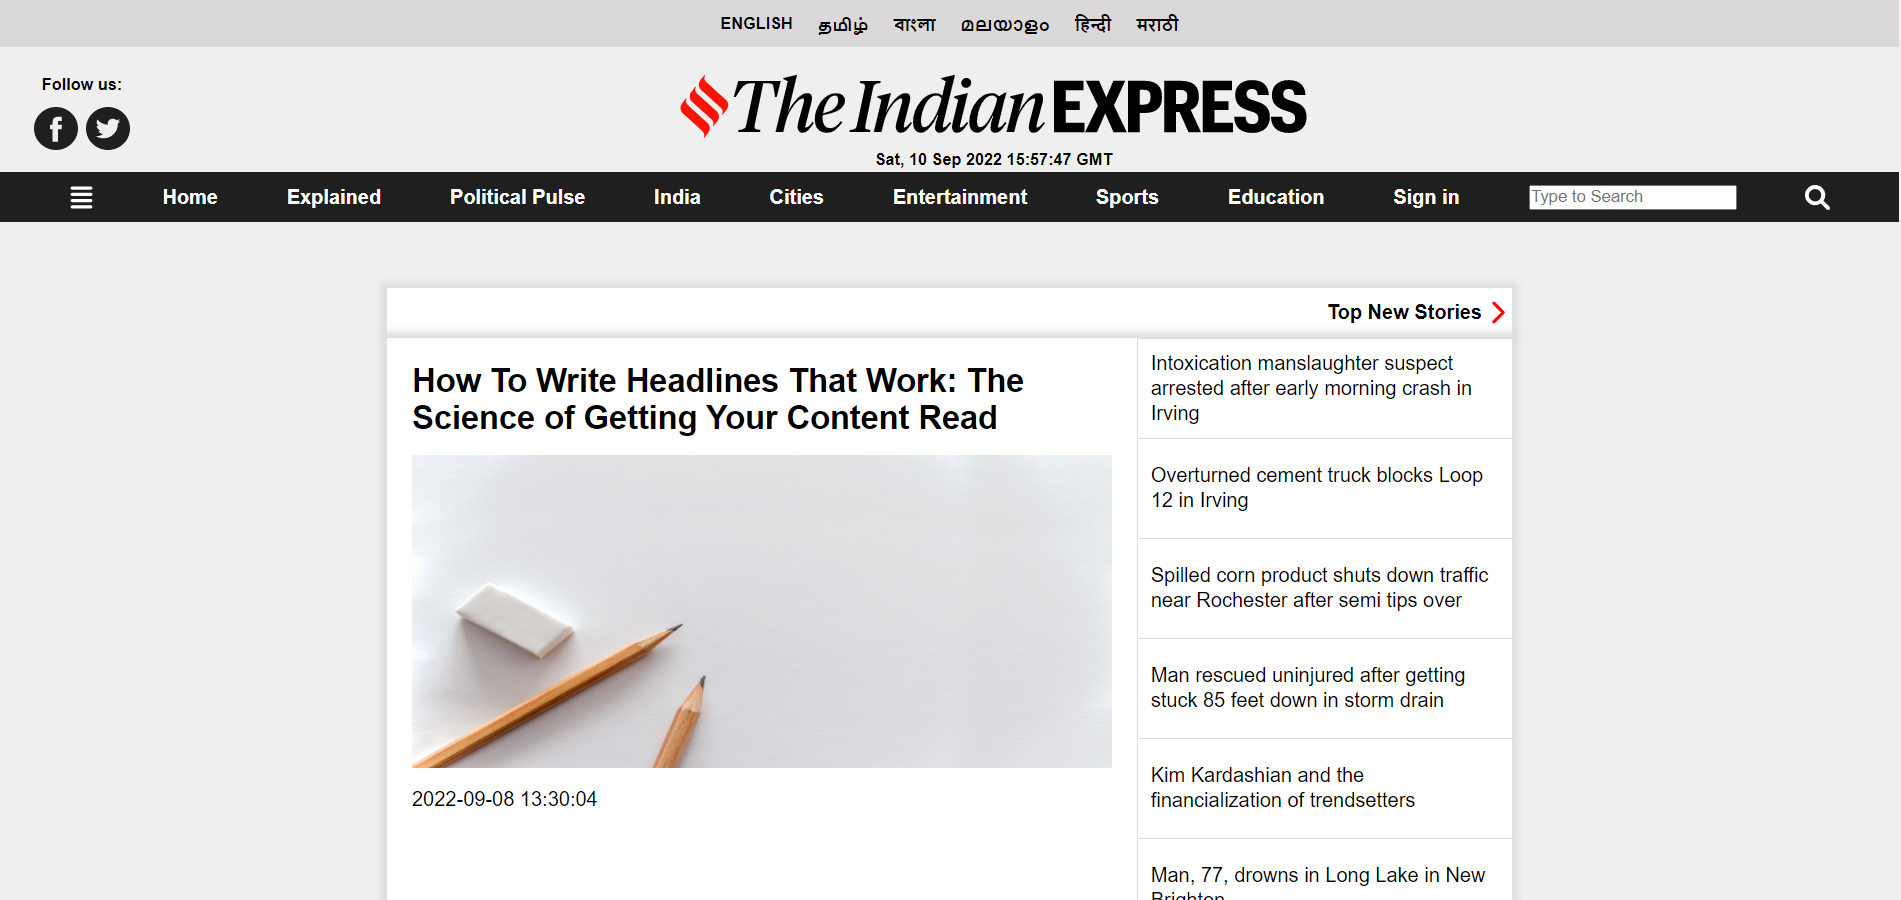 ENGLISH தமிழ் বাংলা മലയാളം हिन्दी मराठी
Follow us:
The Indian EXPRESS
Sat, 10 Sep 2022 15:57:47 GMT
Home Explained Political Pulse India Cities Entertainment Sports Education Sign in Type to Search
Top New Stories
How To Write Headlines That Work: The
Science of Getting Your Content Read
2022-09-08 13:30:04
Intoxication manslaughter suspect
arrested after early morning crash in
Irving
Overturned cement truck blocks Loop
12 in Irving
Spilled corn product shuts down traffic
near Rochester after semi tips over
Man rescued uninjured after getting
stuck 85 feet down in storm drain
Kim Kardashian and the
financialization of trendsetters
Man, 77, drowns in Long Lake in New
Brighton